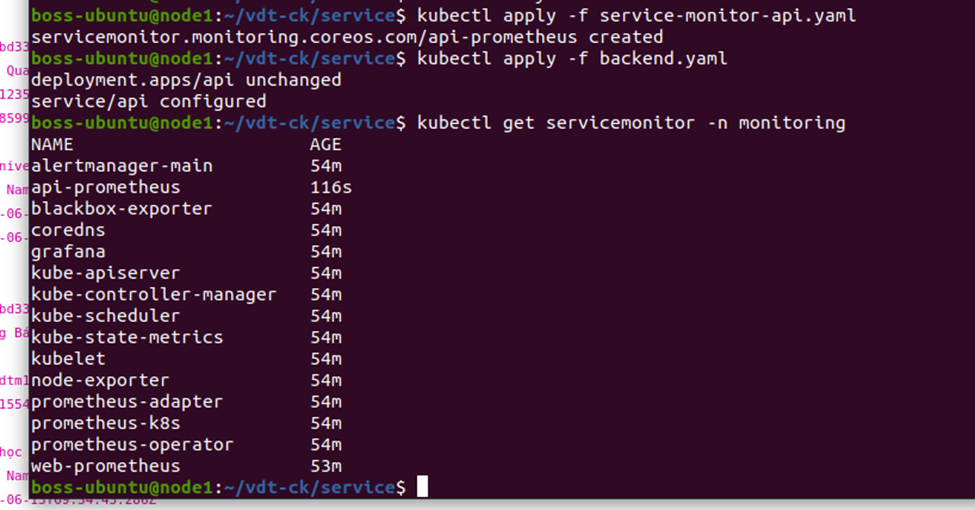 boss-ubuntu@node1:~/vdt-ck/service$ kubectl apply -f service-monitor-api.yaml
servicemonitor.monitoring.coreos.com/api-prometheus created
boss-ubuntu@node1:~/vdt-ck/service$ kubectl apply -f backend.yaml
deployment.apps/api unchanged
service/api configured
boss-ubuntu@node1:~/vdt-ck/service$ kubectl get servicemonitor -n monitoring
NAME AGE
alertmanager-main 54m
api-prometheus 116s
blackbox-exporter 54m
coredns 54m
grafana 54m
kube-apiserver 54m
kube-controller-manager 54m
kube-scheduler 54m
kube-state-metrics 54m
kubelet 54m
node-exporter 54m
prometheus-adapter 54m
prometheus-k8s 54m
prometheus-operator 54m
web-prometheus 53m
boss-ubuntu@node1:~/vdt-ck/service$
bd33
Qua
1235
8599
nive
Nam
-06-
-06-
bd33
g Bá
dtm1
1554
học
Nam